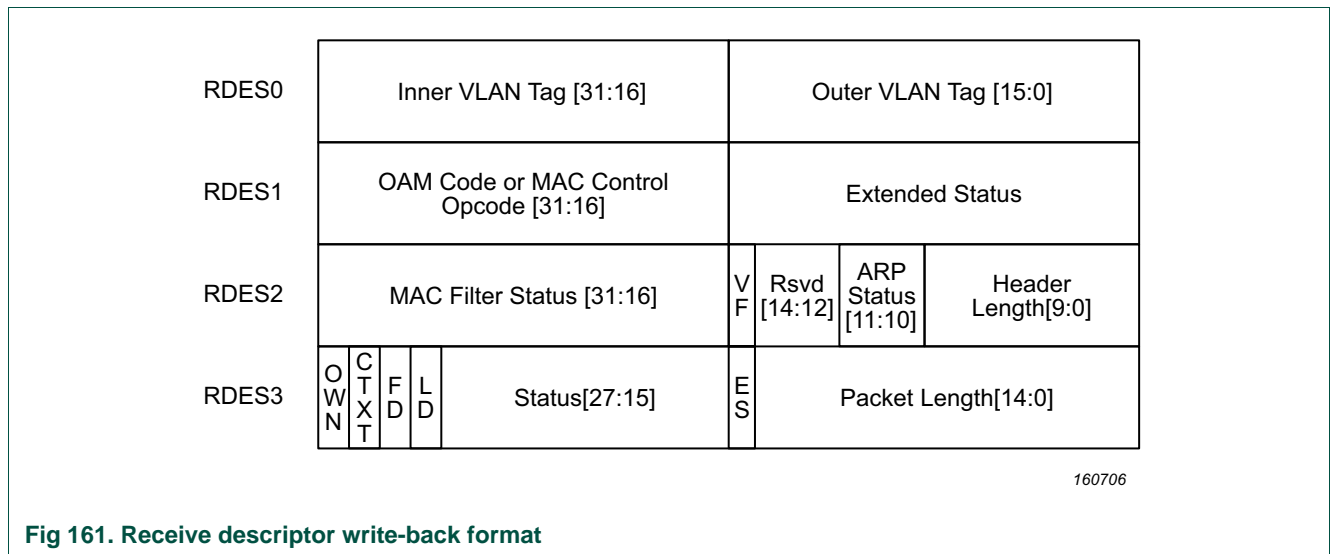 RDES0
Inner VLAN Tag [31:16]
Outer VLAN Tag [15:0]
RDES1
OAM Code or MAC Control
Opcode [31:16]
Extended Status
RDES2
MAC Filter Status [31:16]
V
F
Rsvd
[14:12]
ARP
Status
[11:10]
Header
Length[9:0]
RDES3
O
W
N
C
T
X
T
F
D
L
D
Status[27:15]
E
S
Packet Length[14:0]
160706
Fig 161. Receive descriptor write-back format